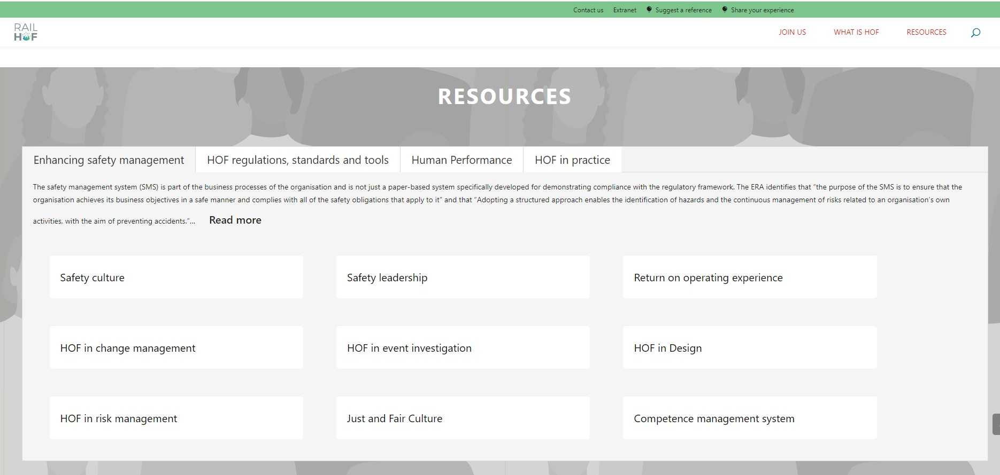 Contact us Extranet Suggest a reference Share your experience
RAIL
HOF
JOIN US WHAT IS HOF RESOURCES
RESOURCES
Enhancing safety management HOF regulations, standards and tools Human Performance HOF in practice
The safety management system (SMS) is part of the business processes of the organisation and is not just a paper-based system specifically developed for demonstrating compliance with the regulatory framework. The ERA identifies that “the purpose of the SMS is to ensure that the
organisation achieves its business objectives in a safe manner and complies with all of the safety obligations that apply to it” and that “Adopting a structured approach enables the identification of hazards and the continuous management of risks related to an organisation’s own
activities, with the aim of preventing accidents.”... Read more
Safety culture Safety leadership Return on operating experience
HOF in change management HOF in event investigation HOF in Design
HOF in risk management Just and Fair Culture Competence management system